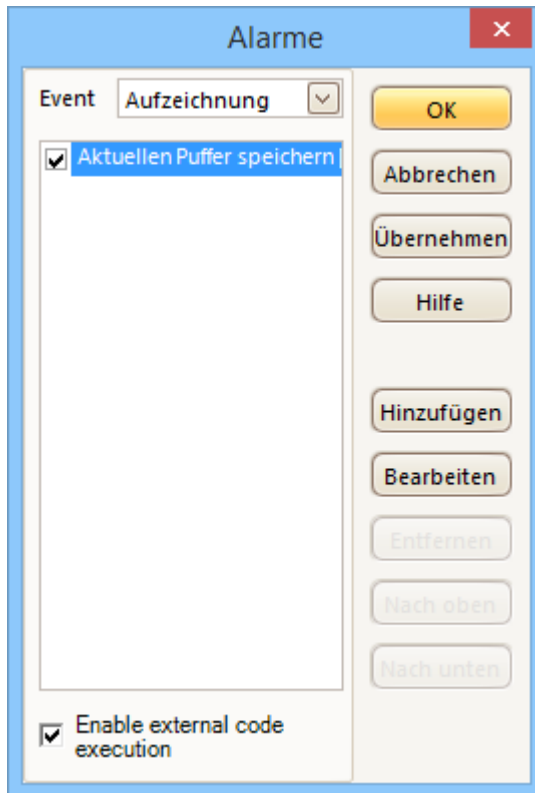 Alarme
Event Aufzeichnung
OK
Aktuellen Puffer speichern [
Abbrechen
Übernehmen
Hilfe
Hinzufügen
Bearbeiten
Entfernen
Nach oben
Nach unten
Enable external code
execution